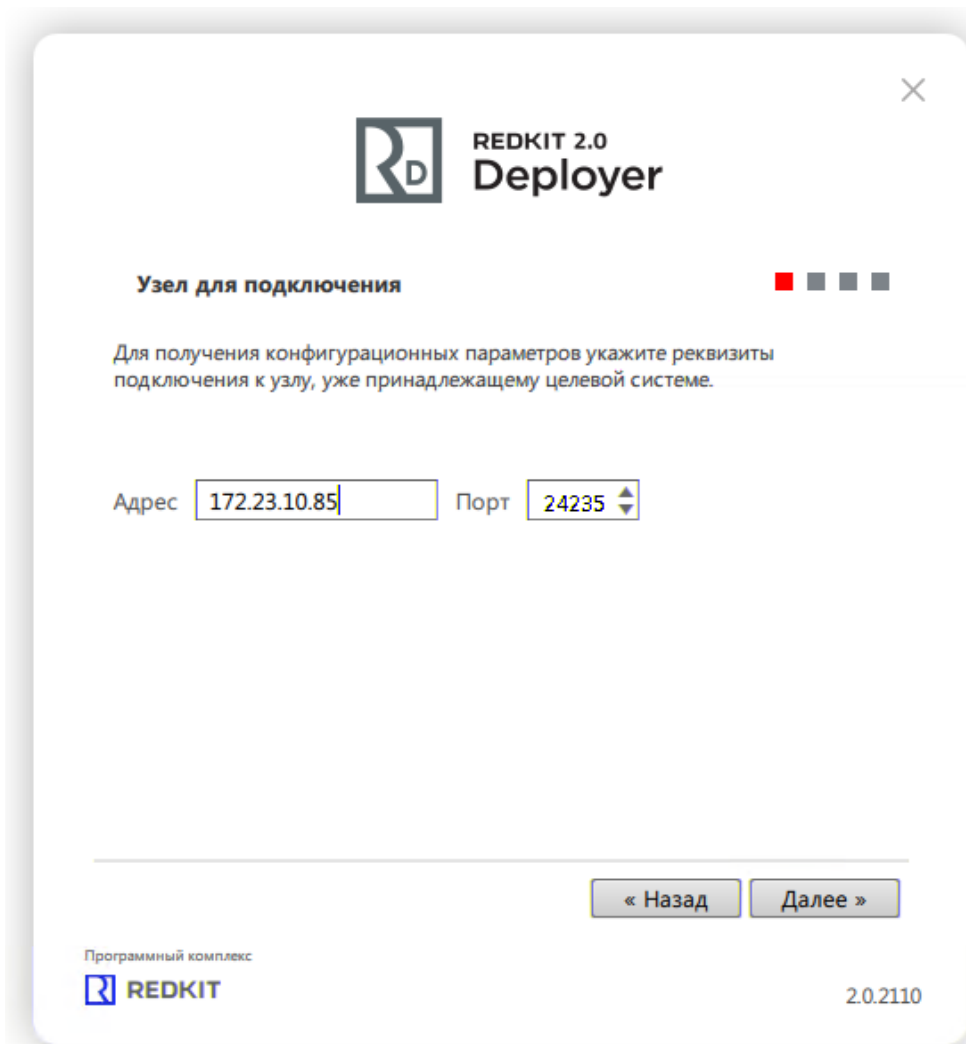 REDKIT 2.0
Deployer
Узел для подключения
Для получения конфигурационных параметров укажите реквизиты
подключения к узлу, уже принадлежащему целевой системе.
Адрес 172.23.10.85 Порт 24235
« Назад Далее »
Программный комплекс
REDKIT
2.0.2110